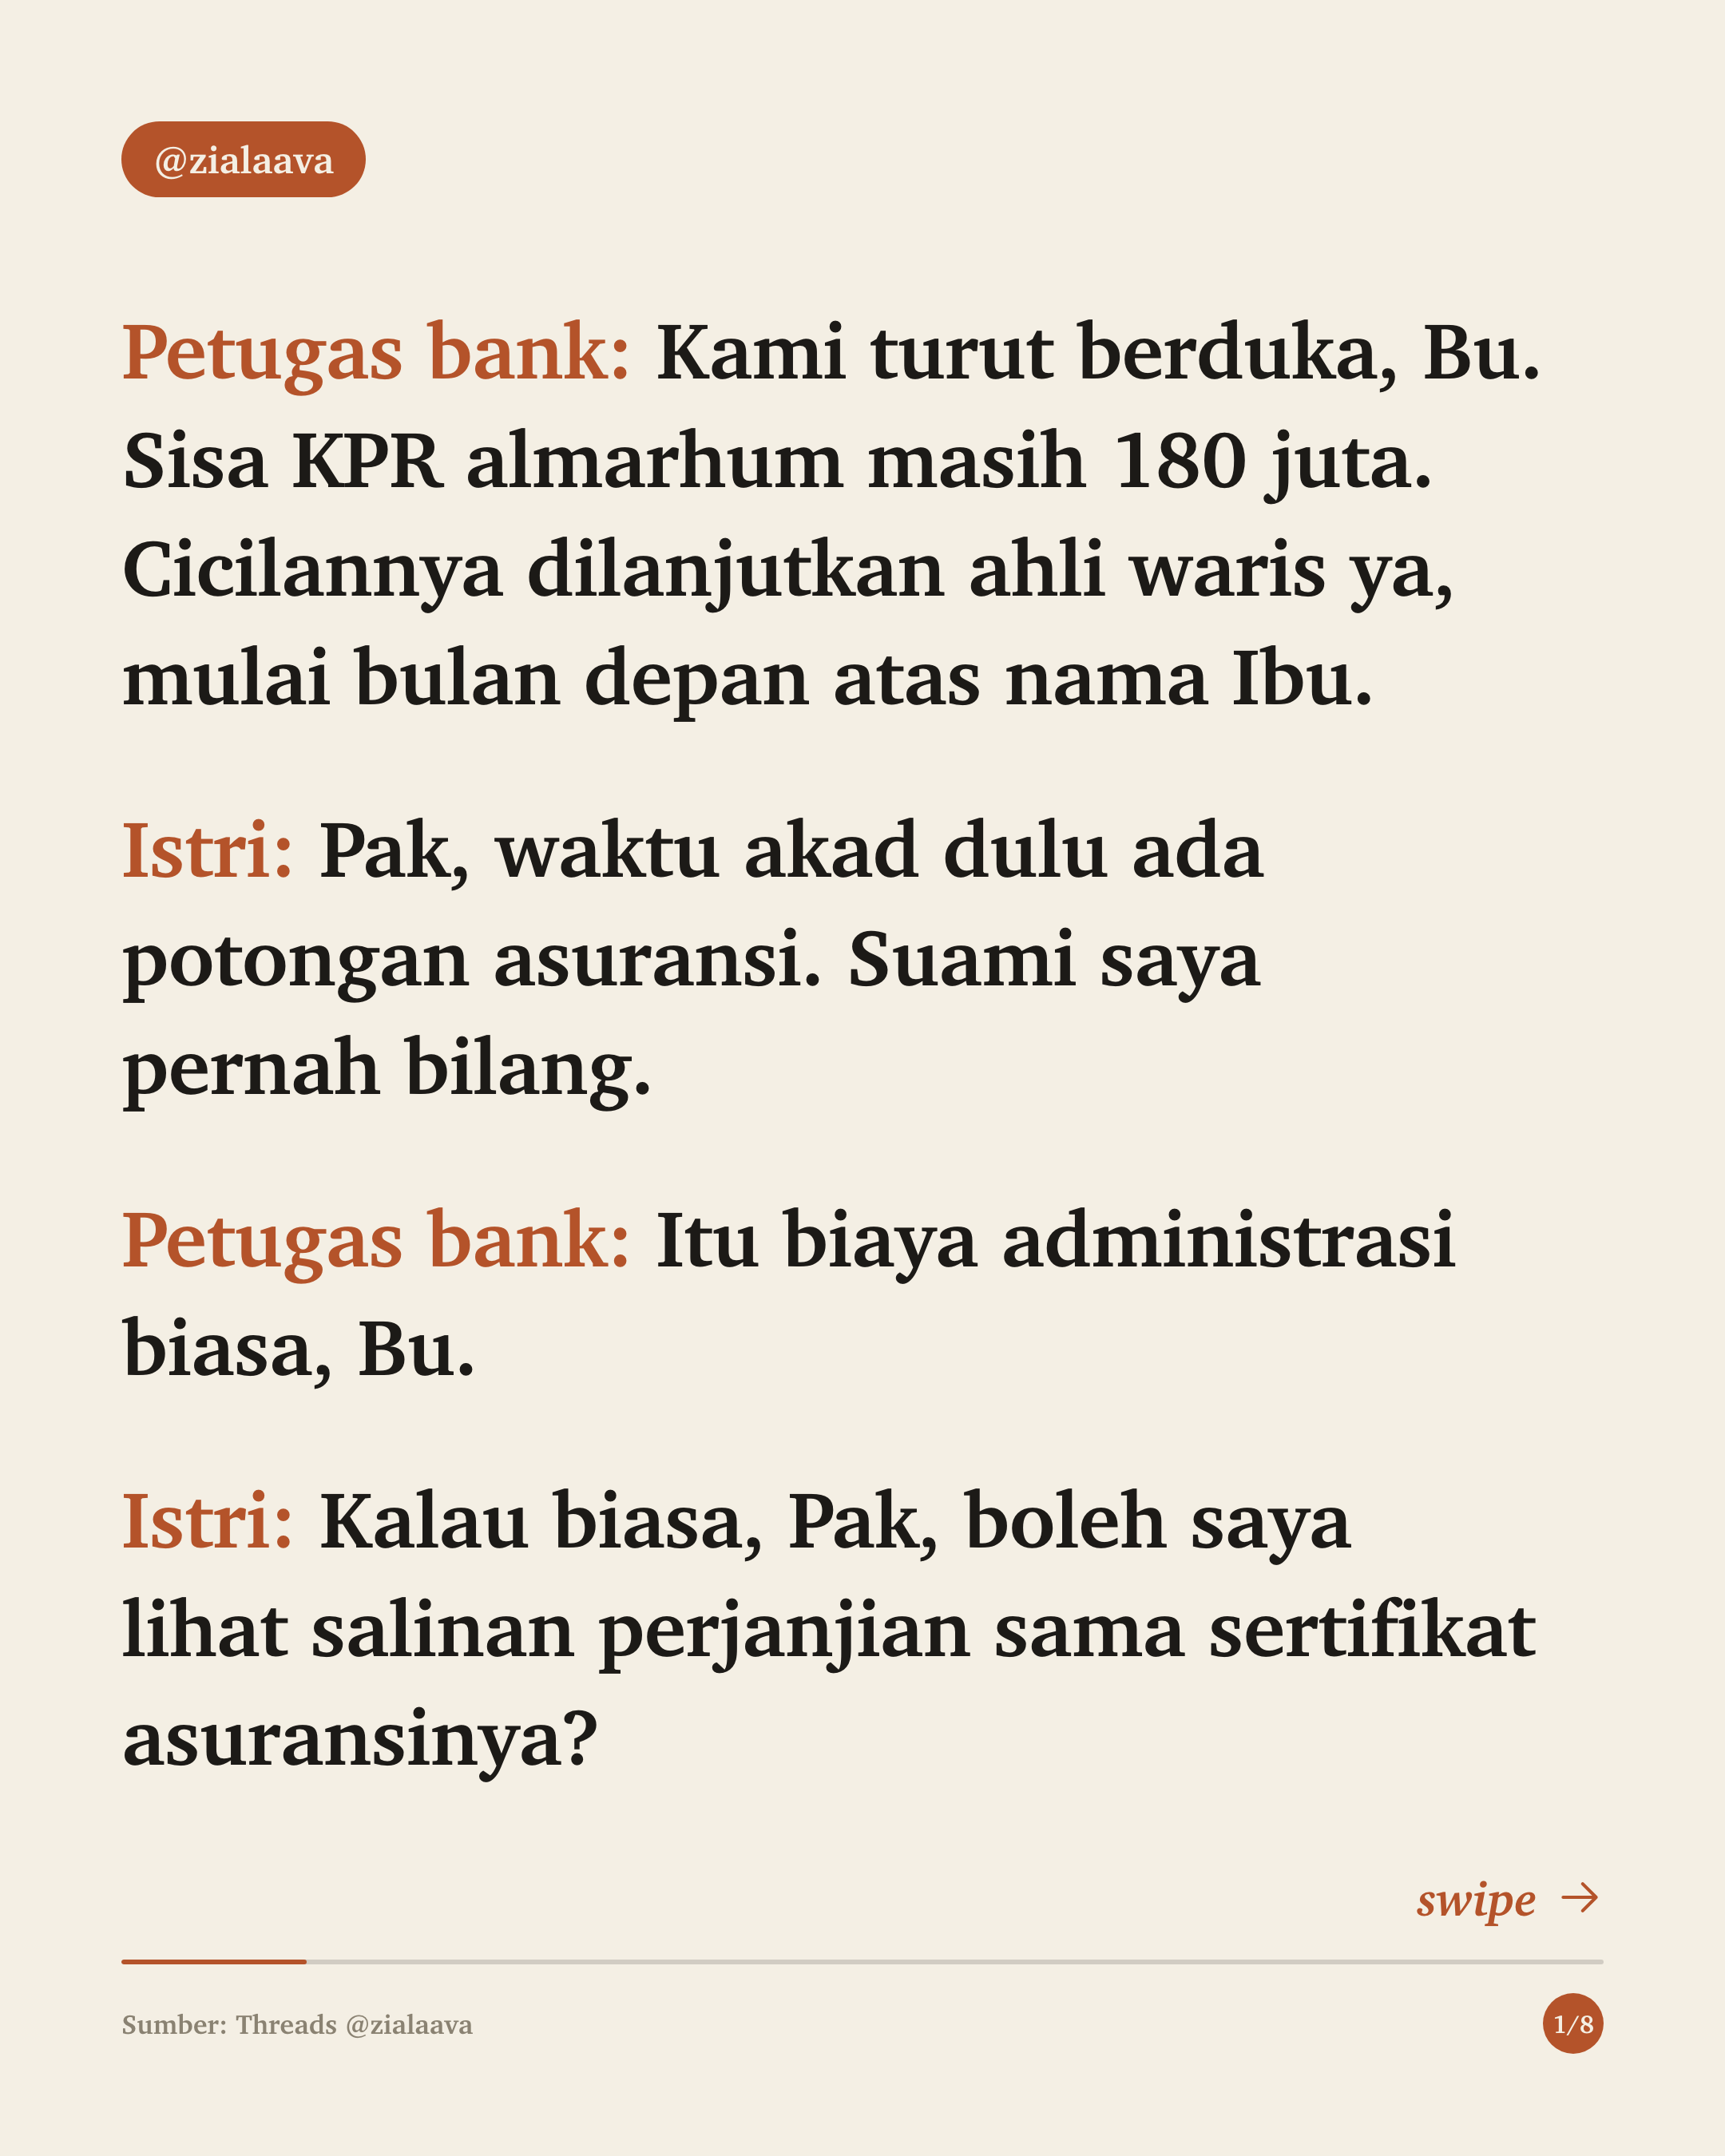 @zialaava
Petugas bank: Kami turut berduka, Bu.
Sisa KPR almarhum masih 180 juta.
Cicilannya dilanjutkan ahli waris ya,
mulai bulan depan atas nama Ibu.
Istri: Pak, waktu akad dulu ada
potongan asuransi. Suami saya
pernah bilang.
Petugas bank: Itu biaya administrasi
biasa, Bu.
Istri: Kalau biasa, Pak, boleh saya
lihat salinan perjanjian sama sertifikat
asuransinya?
swipe →
Sumber: Threads @zialaava
1/8